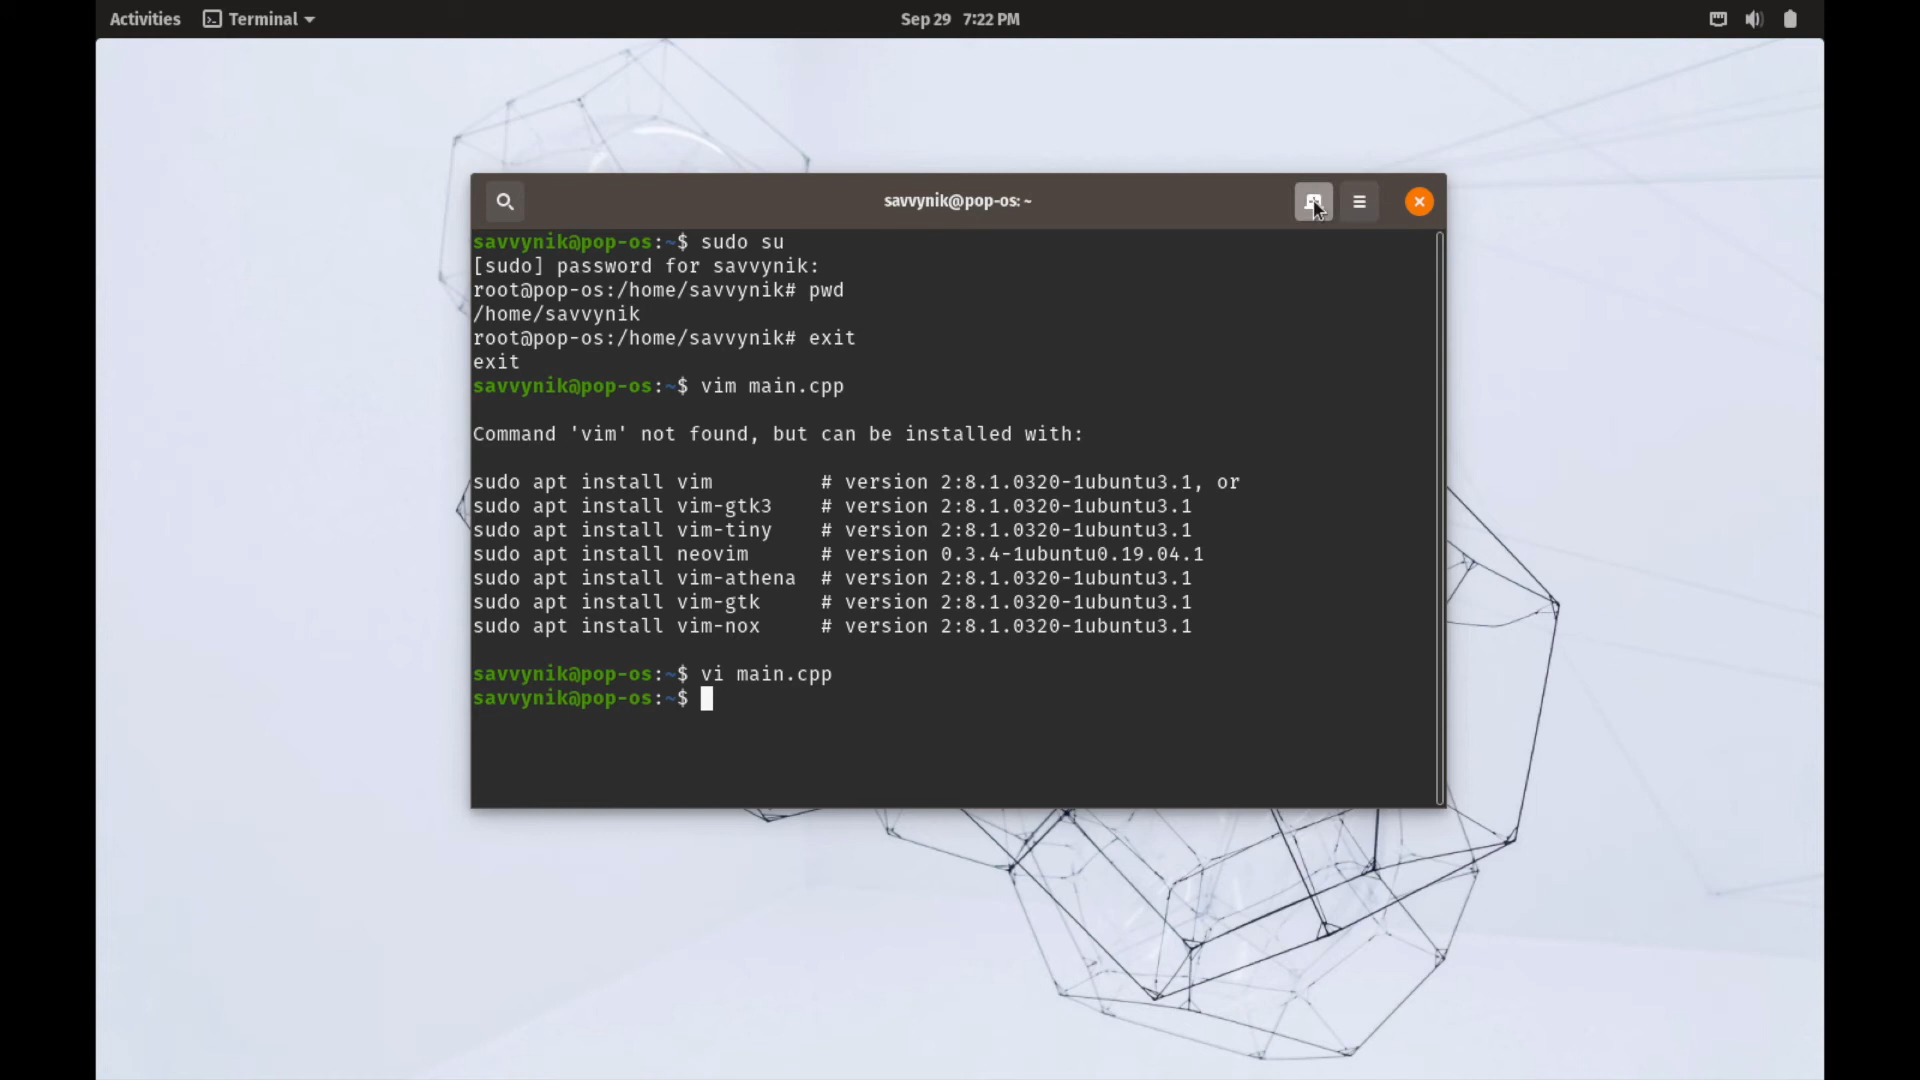 Activities Terminal Sep 29 7:22 PM
savvynik@pop-os: ~
savvynik@pop-os:~$ sudo su
[sudo] password for savvynik:
root@pop-os:/home/savvynik# pwd
/home/savvynik
root@pop-os:/home/savvynik# exit
exit
savvynik@pop-os:~$ vim main.cpp
Command 'vim' not found, but can be installed with:
sudo apt install vim         # version 2:8.1.0320-1ubuntu3.1, or
sudo apt install vim-gtk3    # version 2:8.1.0320-1ubuntu3.1
sudo apt install vim-tiny    # version 2:8.1.0320-1ubuntu3.1
sudo apt install neovim      # version 0.3.4-1ubuntu0.19.04.1
sudo apt install vim-athena  # version 2:8.1.0320-1ubuntu3.1
sudo apt install vim-gtk     # version 2:8.1.0320-1ubuntu3.1
sudo apt install vim-nox     # version 2:8.1.0320-1ubuntu3.1
savvynik@pop-os:~$ vi main.cpp
savvynik@pop-os:~$